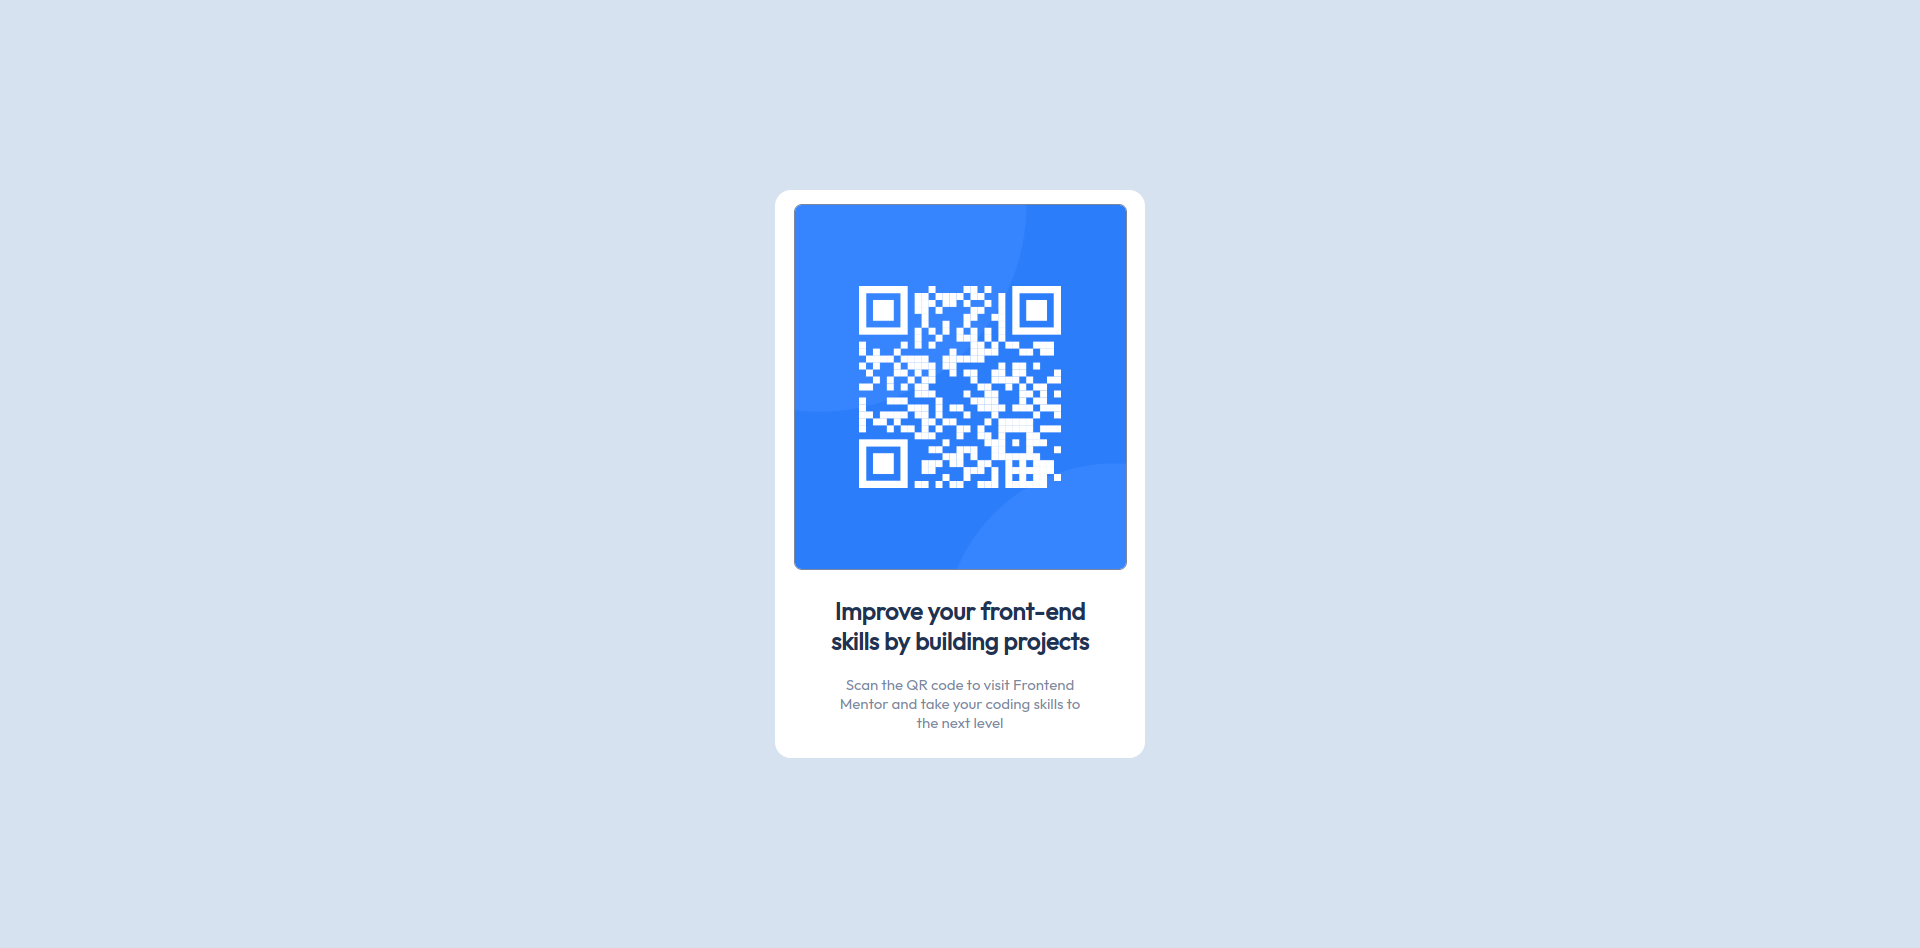 Improve your front-end
skills by building projects
Scan the QR code to visit Frontend
Mentor and take your coding skills to
the next level